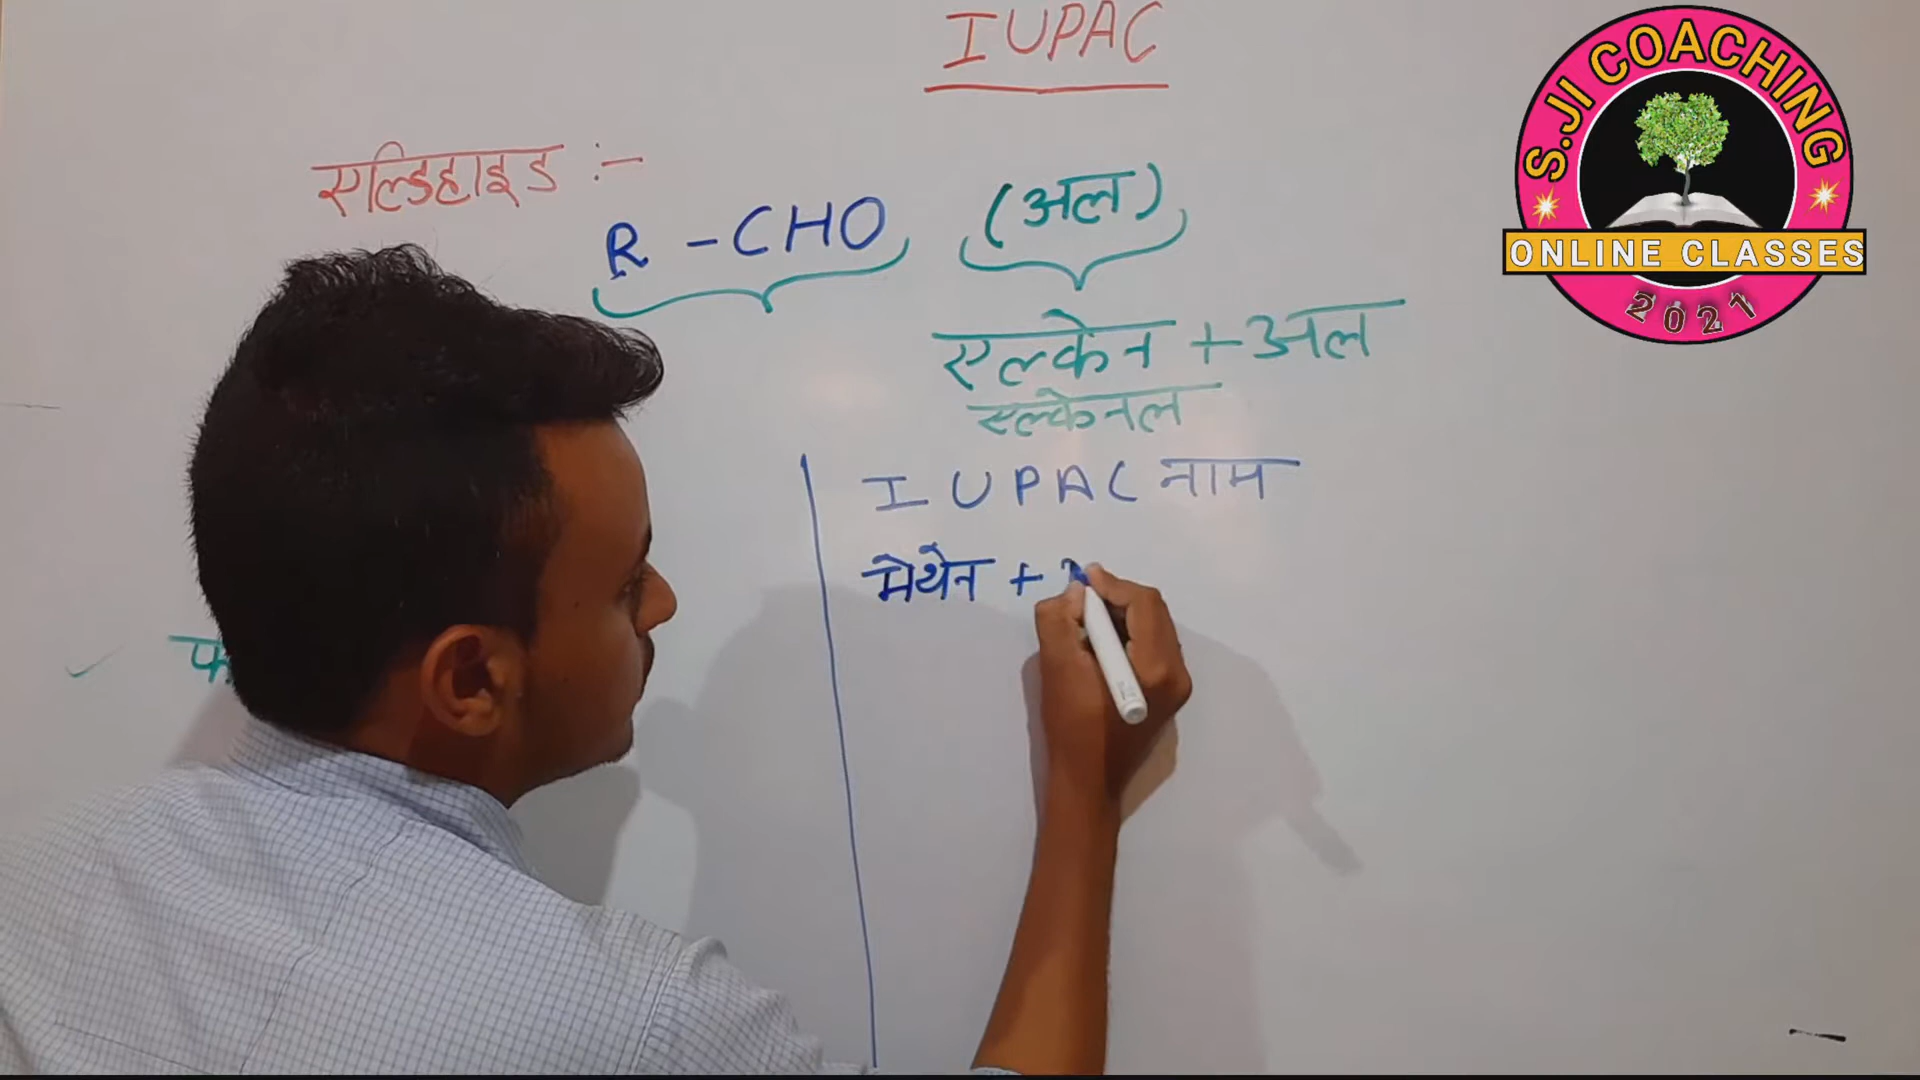 IUPAC
एल्डिहाइड :-
R - CHO (अल)
एल्केन + अल
एल्केनल
IUPAC नाम
मेथेन +
S.JI COACHING
ONLINE CLASSES
2021